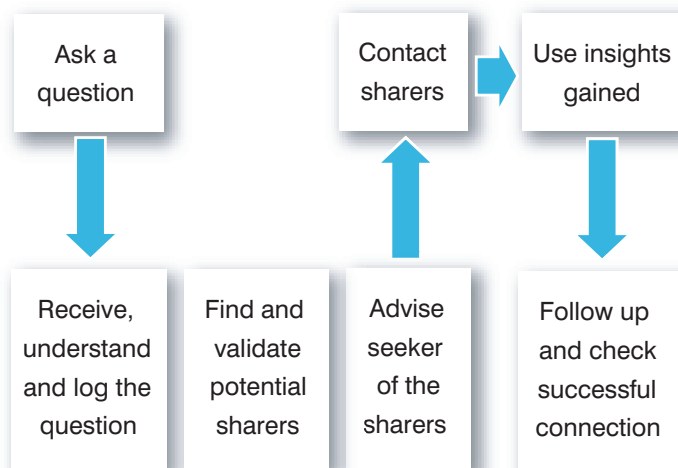 Ask a
question
Contact
sharers
Use insights
gained
Receive,
understand
and log the
question
Find and
validate
potential
sharers
Advise
seeker
of the
sharers
Follow up
and check
successful
connection